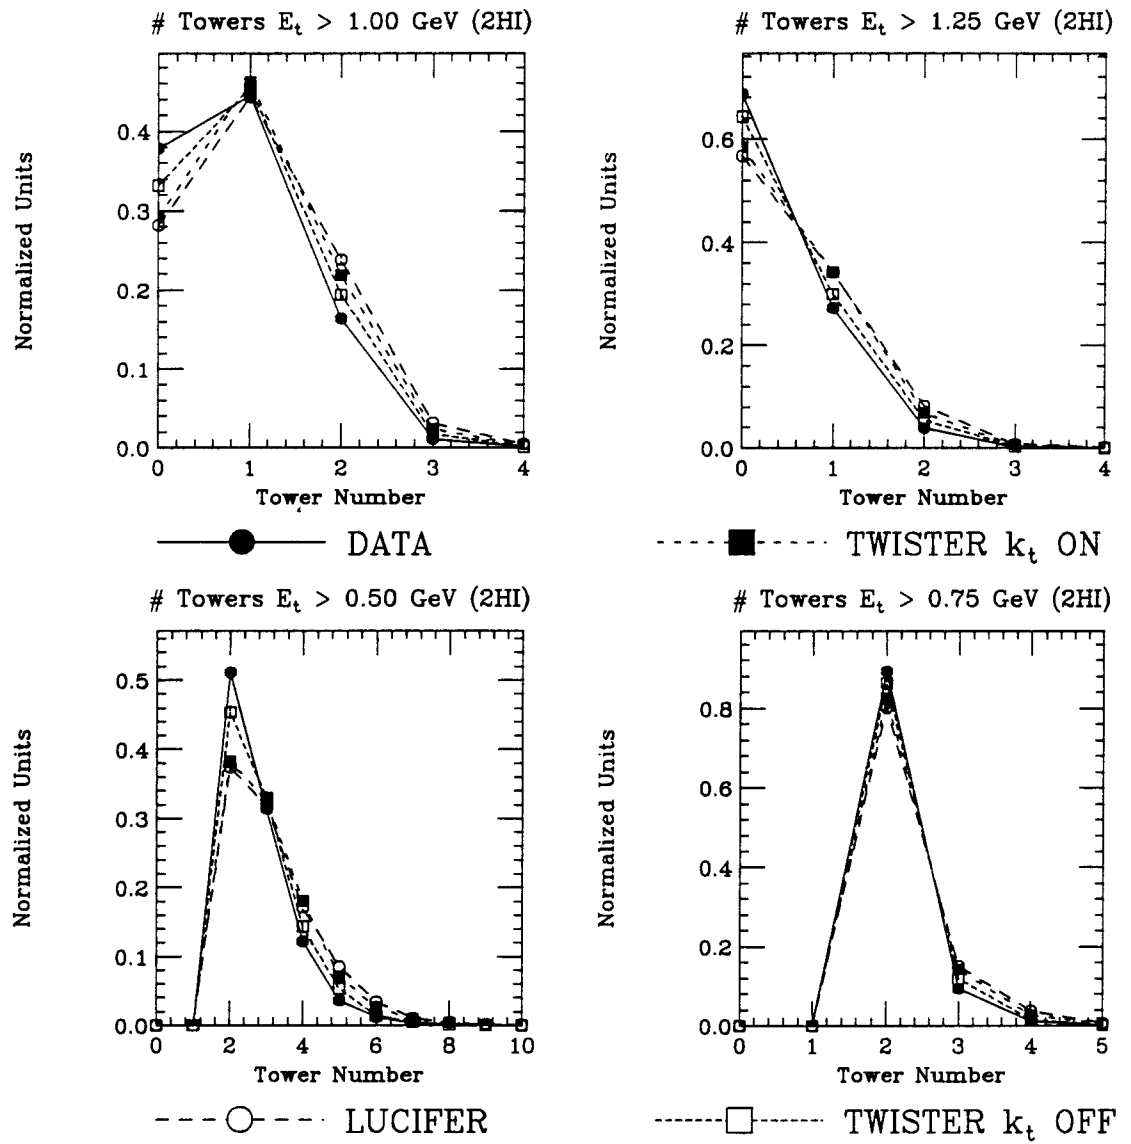 # Towers E_t > 1.00 GeV (2HI)
Normalized Units
0.4
0.3
0.2
0.1
0.0
0 1 2 3 4
Tower Number
# Towers E_t > 1.25 GeV (2HI)
Normalized Units
0.6
0.4
0.2
0.0
0 1 2 3 4
Tower Number
DATA
TWISTER k_t ON
# Towers E_t > 0.50 GeV (2HI)
Normalized Units
0.5
0.4
0.3
0.2
0.1
0.0
0 2 4 6 8 10
Tower Number
# Towers E_t > 0.75 GeV (2HI)
Normalized Units
0.8
0.6
0.4
0.2
0.0
0 1 2 3 4 5
Tower Number
LUCIFER
TWISTER k_t OFF